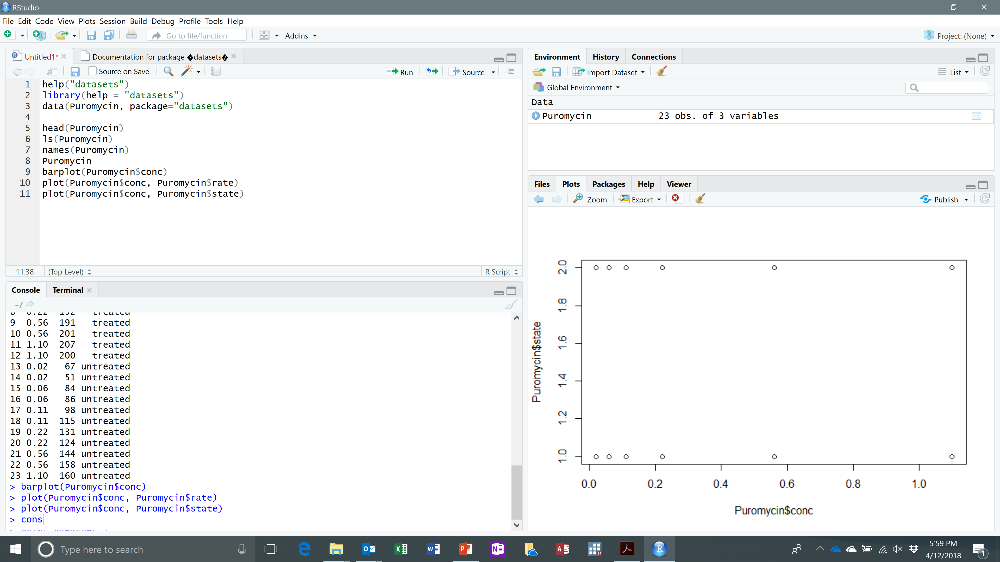 RStudio
File Edit Code View Plots Session Build Debug Profile Tools Help
Go to file/function
Addins
Project: (None)
Untitled1*
Documentation for package �datasets�
Source on Save
Run
Source
1 help("datasets")
2 library(help = "datasets")
3 data(Puromycin, package="datasets")
4
5 head(Puromycin)
6 ls(Puromycin)
7 names(Puromycin)
8 Puromycin
9 barplot(Puromycin$conc)
10 plot(Puromycin$conc, Puromycin$rate)
11 plot(Puromycin$conc, Puromycin$state)
11:38 (Top Level) R Script
Console Terminal
~/
8 0.22 152 treated
9 0.56 191 treated
10 0.56 201 treated
11 1.10 207 treated
12 1.10 200 treated
13 0.02 67 untreated
14 0.02 51 untreated
15 0.06 84 untreated
16 0.06 86 untreated
17 0.11 98 untreated
18 0.11 115 untreated
19 0.22 131 untreated
20 0.22 124 untreated
21 0.56 144 untreated
22 0.56 158 untreated
23 1.10 160 untreated
> barplot(Puromycin$conc)
> plot(Puromycin$conc, Puromycin$rate)
> plot(Puromycin$conc, Puromycin$state)
> cons
Environment History Connections
Import Dataset
List
Global Environment
Data
Puromycin 23 obs. of 3 variables
Files Plots Packages Help Viewer
Zoom Export Publish
Puromycin$state
2.0
1.8
1.6
1.4
1.2
1.0
0.0 0.2 0.4 0.6 0.8 1.0
Puromycin$conc
Type here to search
15
5:59 PM
4/12/2018
1